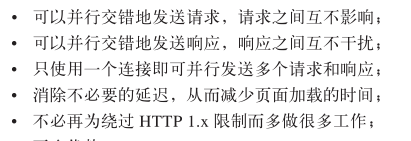 • 可以并行交错地发送请求，请求之间互不影响；
• 可以并行交错地发送响应，响应之间互不干扰；
• 只使用一个连接即可并行发送多个请求和响应；
• 消除不必要的延迟，从而减少页面加载的时间；
• 不必再为绕过 HTTP 1.x 限制而多做很多工作；